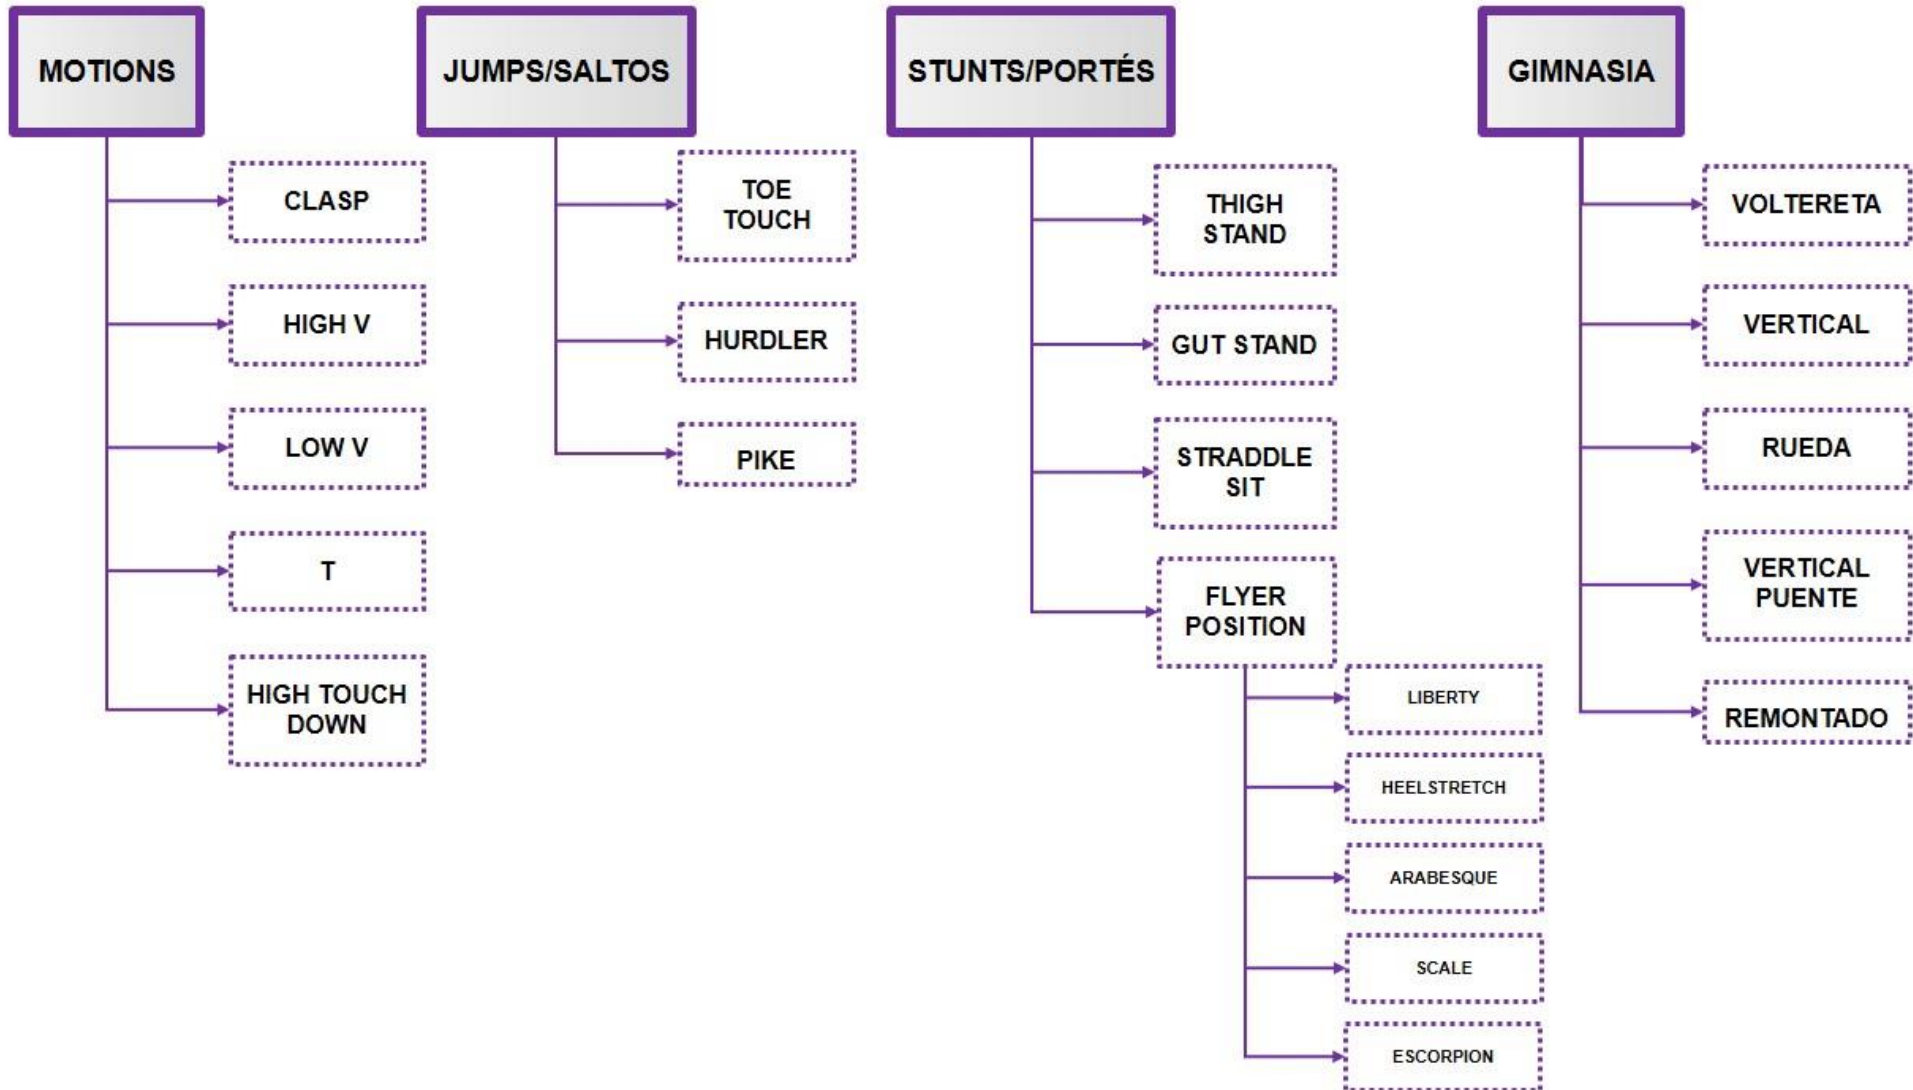 MOTIONS
CLASP
HIGH V
LOW V
T
HIGH TOUCH
DOWN
JUMPS/SALTOS
TOE
TOUCH
HURDLER
PIKE
STUNTS/PORTÉS
THIGH
STAND
GUT STAND
STRADDLE
SIT
FLYER
POSITION
LIBERTY
HEELSTRETCH
ARABESQUE
SCALE
ESCORPION
GIMNASIA
VOLTERETA
VERTICAL
RUEDA
VERTICAL
PUENTE
REMONTADO